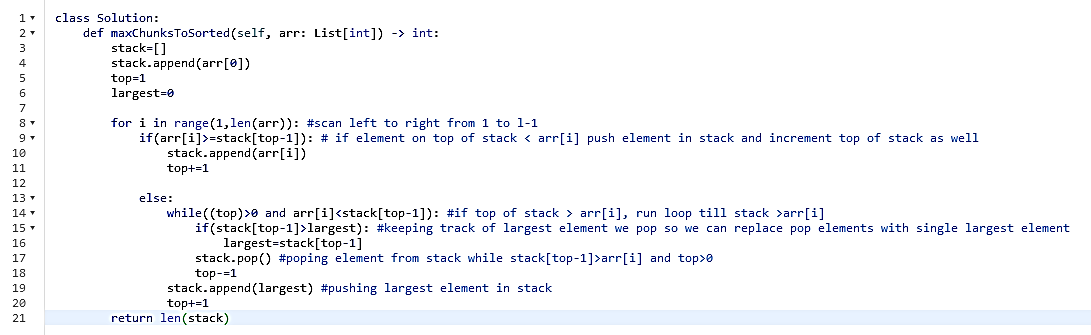 1 class Solution:
2     def maxChunksToSorted(self, arr: List[int]) -> int:
3         stack=[]
4         stack.append(arr[0])
5         top=1
6         largest=0
7
8         for i in range(1,len(arr)): #scan left to right from 1 to l-1
9             if(arr[i]>=stack[top-1]): # if element on top of stack < arr[i] push element in stack and increment top of stack as well
10                 stack.append(arr[i])
11                 top+=1
12
13             else:
14                 while((top)>0 and arr[i]<stack[top-1]): #if top of stack > arr[i], run loop till stack >arr[i]
15                     if(stack[top-1]>largest): #keeping track of largest element we pop so we can replace pop elements with single largest element
16                         largest=stack[top-1]
17                     stack.pop() #poping element from stack while stack[top-1]>arr[i] and top>0
18                     top-=1
19                 stack.append(largest) #pushing largest element in stack
20                 top+=1
21         return len(stack)